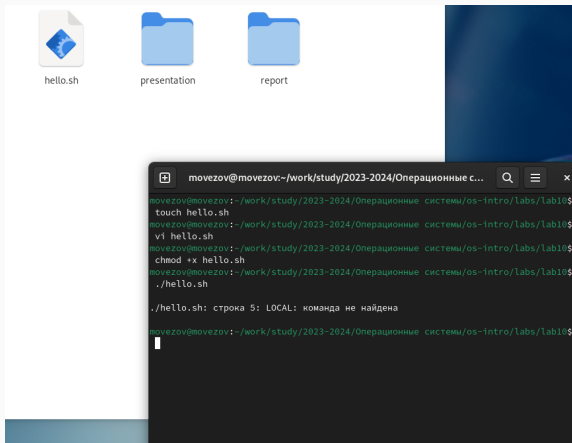 hello.sh
presentation
report
movezov@movezov:~/work/study/2023-2024/Операционные с...
movezov@movezov:~/work/study/2023-2024/Операционные системы/os-intro/labs/lab10$
touch hello.sh
movezov@movezov:~/work/study/2023-2024/Операционные системы/os-intro/labs/lab10$
vi hello.sh
movezov@movezov:~/work/study/2023-2024/Операционные системы/os-intro/labs/lab10$
chmod +x hello.sh
movezov@movezov:~/work/study/2023-2024/Операционные системы/os-intro/labs/lab10$
./hello.sh
./hello.sh: строка 5: LOCAL: команда не найдена
movezov@movezov:~/work/study/2023-2024/Операционные системы/os-intro/labs/lab10$